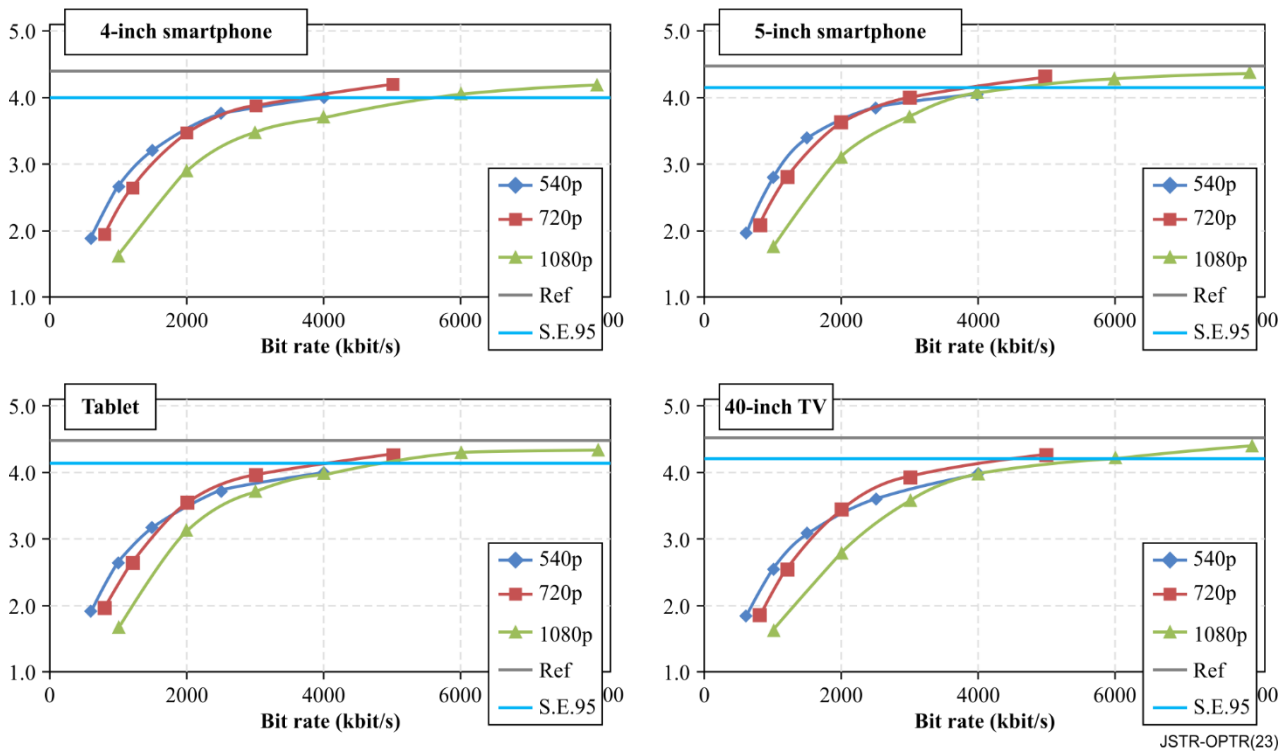 4-inch smartphone
5.0
4.0
3.0
2.0
1.0
540p
720p
1080p
Ref
S.E.95
0 2000 4000 6000 00
Bit rate (kbit/s)
5-inch smartphone
5.0
4.0
3.0
2.0
1.0
540p
720p
1080p
Ref
S.E.95
0 2000 4000 6000 00
Bit rate (kbit/s)
Tablet
5.0
4.0
3.0
2.0
1.0
540p
720p
1080p
Ref
S.E.95
0 2000 4000 6000 00
Bit rate (kbit/s)
40-inch TV
5.0
4.0
3.0
2.0
1.0
540p
720p
1080p
Ref
S.E.95
0 2000 4000 6000 00
Bit rate (kbit/s)
JSTR-OPTR(23)